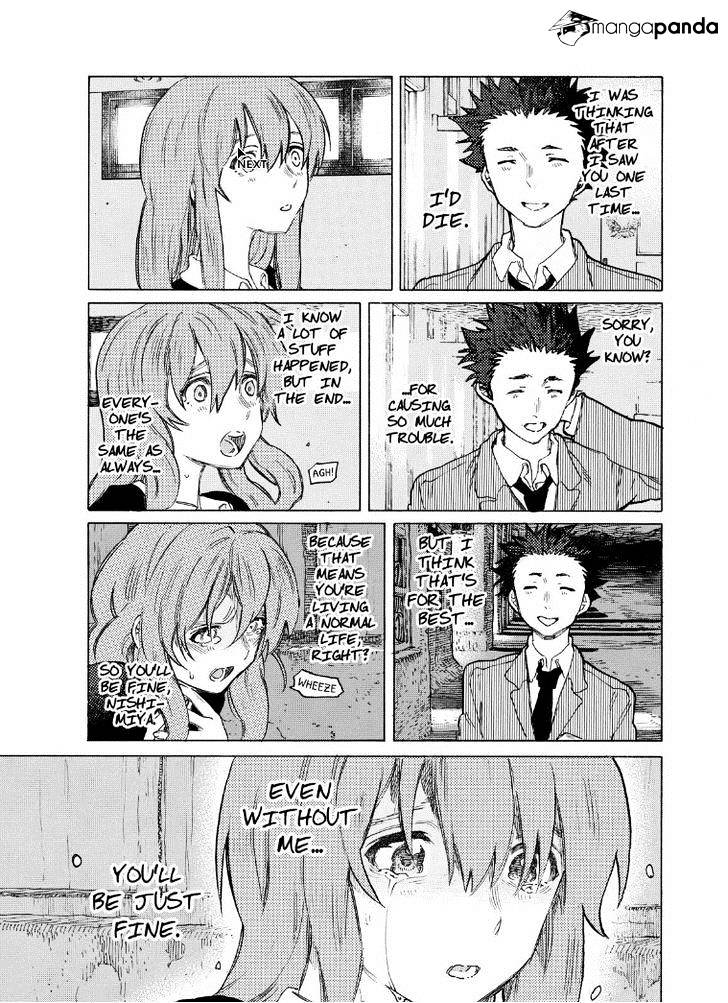 mangapanda
I WAS
THINKING
THAT
AFTER
I SAW
YOU ONE
LAST
TIME...
I'D
DIE.
NEXT
SORRY,
YOU
KNOW?
...FOR
CAUSING
SO MUCH
TROUBLE.
I KNOW
A LOT OF
STUFF
HAPPENED,
BUT IN
THE END...
AGH!
EVERY-
ONE'S
THE
SAME AS
ALWAYS...
BUT I
THINK
THAT'S
FOR THE
BEST...
BECAUSE
THAT
MEANS
YOU'RE
LIVING
A NORMAL
LIFE,
RIGHT?
WHEEZE
SO YOU'LL
BE FINE,
NISHI-
MIYA.
EVEN
WITHOUT
ME...
YOU'LL
BE JUST
FINE.